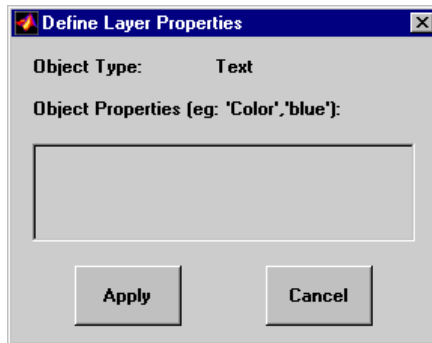 Define Layer Properties
Object Type: Text
Object Properties (eg: 'Color','blue'):
Apply Cancel